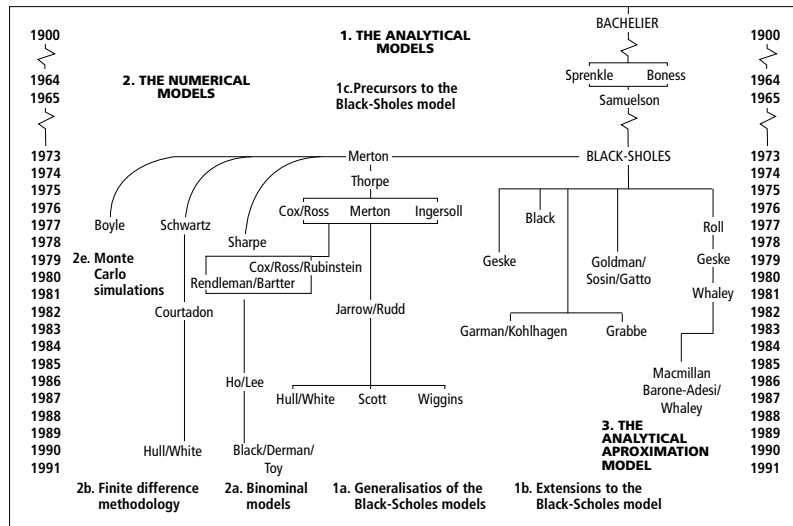 BACHELIER
1900
1. THE ANALYTICAL
MODELS
1900
2. THE NUMERICAL
MODELS
1c.Precursors to the
Black-Sholes model
Sprenkle
Boness
1964
1965
Samuelson
1964
1965
1973
1974
1975
1976
1977
1978
1979
1980
1981
1982
1983
1984
1985
1986
1987
1988
1989
1990
1991
Merton
BLACK-SHOLES
Thorpe
Cox/Ross
Merton
Ingersoll
Boyle
Schwartz
Sharpe
Black
Roll
2e. Monte
Carlo
simulations
Cox/Ross/Rubinstein
Rendleman/Bartter
Geske
Goldman/
Sosin/Gatto
Geske
Whaley
Courtadon
Jarrow/Rudd
Garman/Kohlhagen
Grabbe
Ho/Lee
Hull/White
Scott
Wiggins
Macmillan
Barone-Adesi/
Whaley
Hull/White
Black/Derman/
Toy
3. THE
ANALYTICAL
APROXIMATION
MODEL
1973
1974
1975
1976
1977
1978
1979
1980
1981
1982
1983
1984
1985
1986
1987
1988
1989
1990
1991
2b. Finite difference
methodology
2a. Binominal
models
1a. Generalisatios of the
Black-Scholes models
1b. Extensions to the
Black-Sholes model